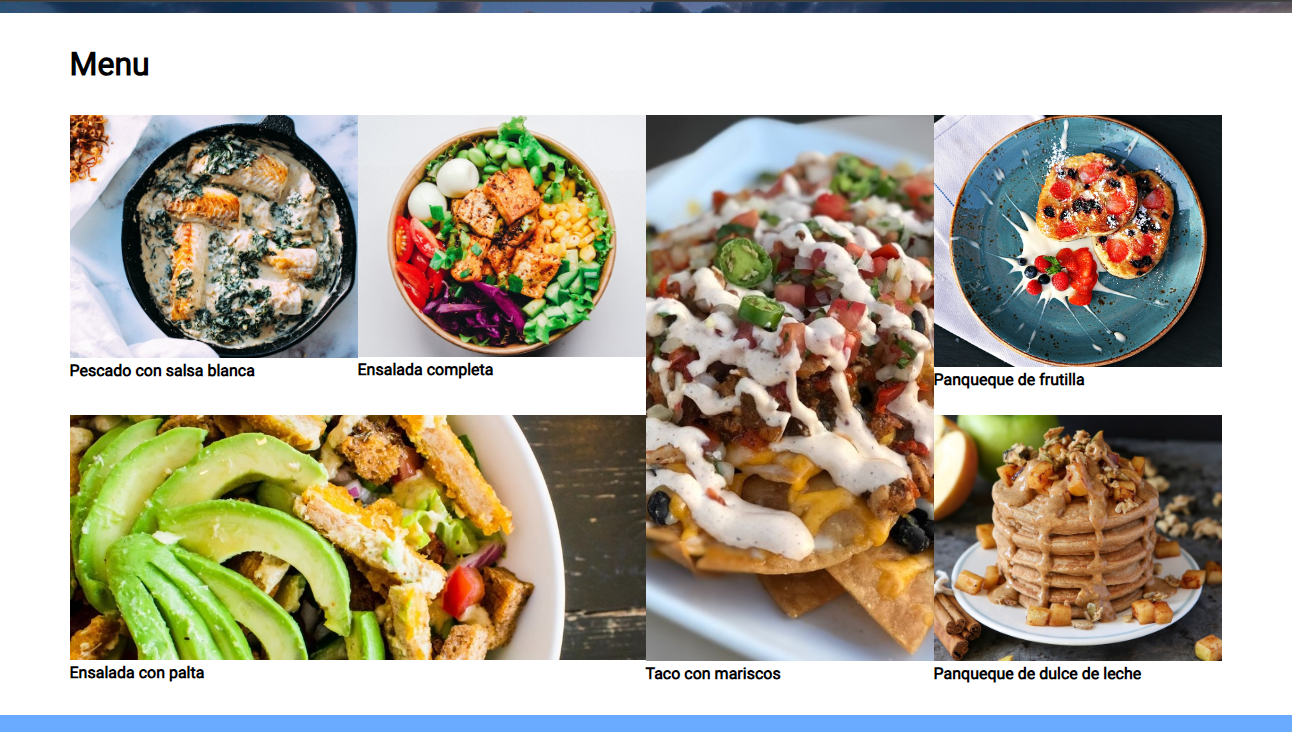 Menu
Pescado con salsa blanca
Ensalada completa
Panqueque de frutilla
Ensalada con palta
Taco con mariscos
Panqueque de dulce de leche